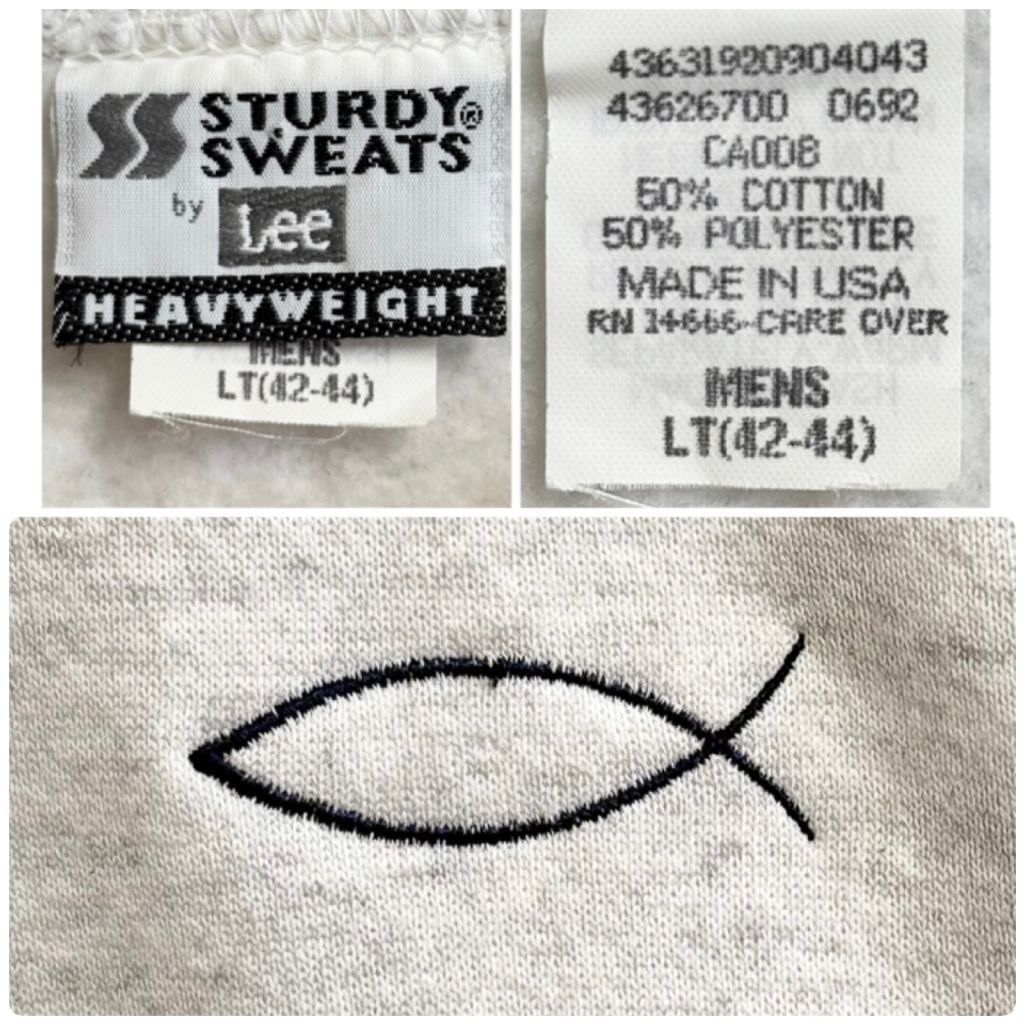 STURDY®
SWEATS
by Lee
HEAVYWEIGHT
MENS
LT(42-44)
43631920904043
43626700 0692
CA008
50% COTTON
50% POLYESTER
MADE IN USA
RN 14666-CARE OVER
MENS
LT(42-44)